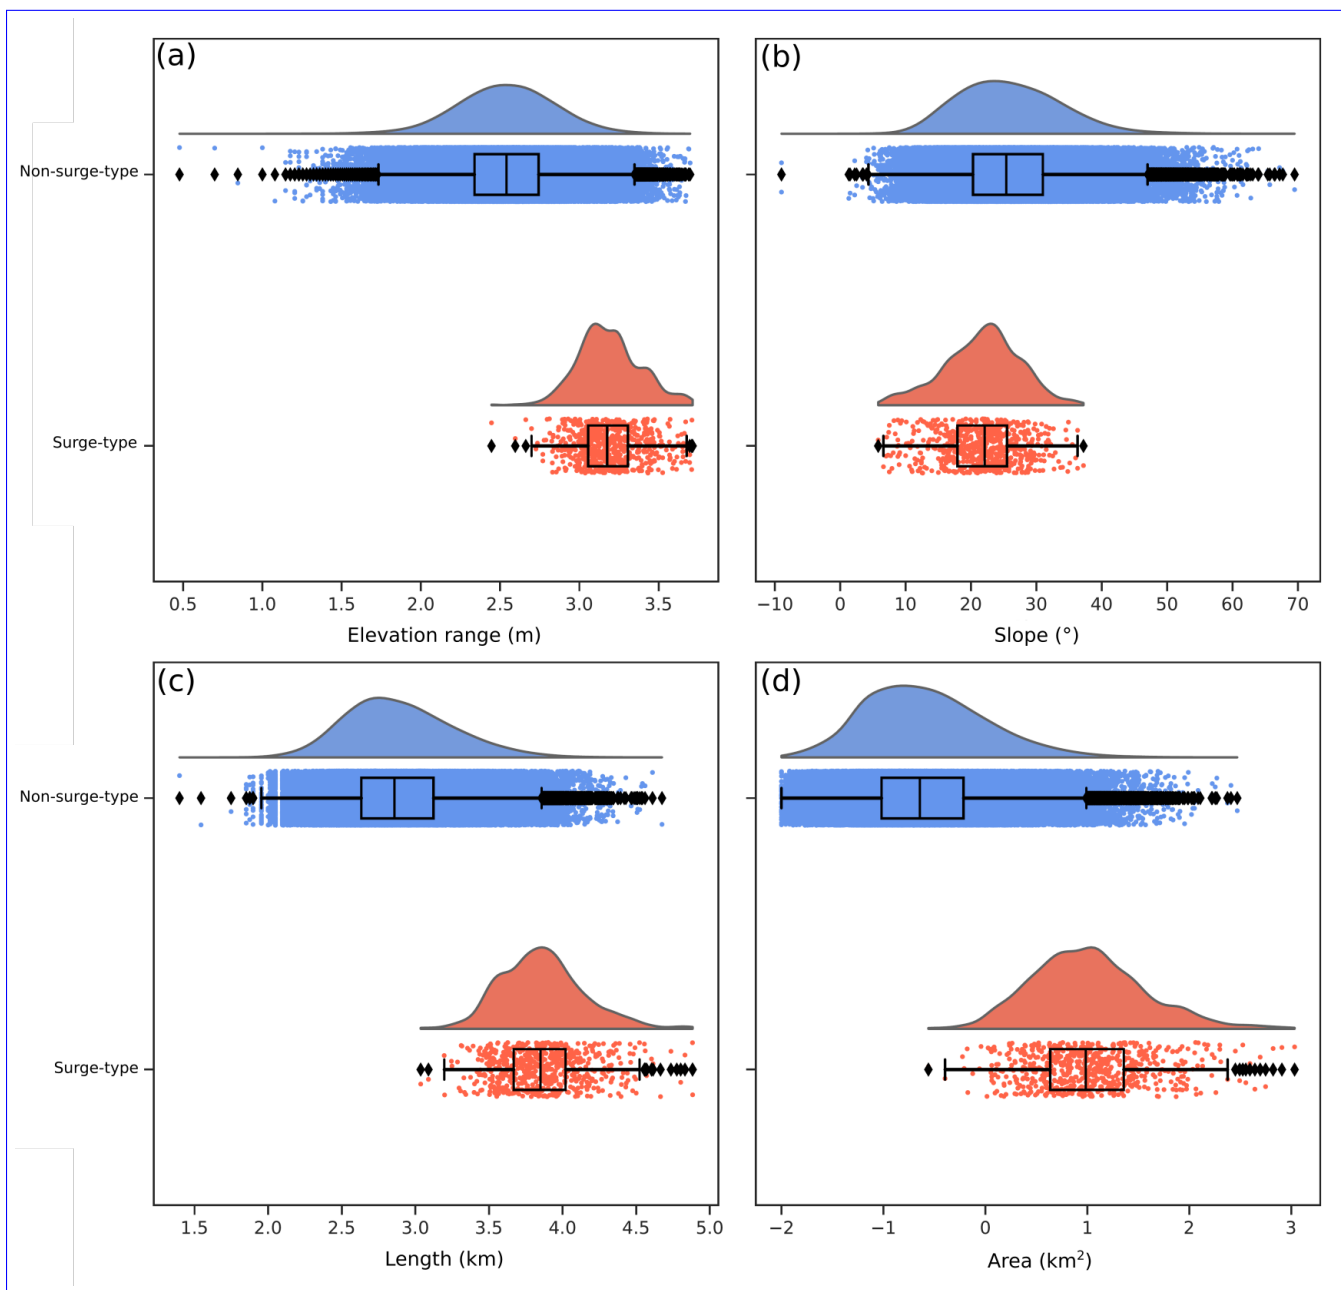 (a)
(b)
Non-surge-type
Surge-type
0.5 1.0 1.5 2.0 2.5 3.0 3.5
−10 0 10 20 30 40 50 60 70
Elevation range (m)
Slope (°)
(c)
(d)
Non-surge-type
Surge-type
1.5 2.0 2.5 3.0 3.5 4.0 4.5 5.0
−2 −1 0 1 2 3
Length (km)
Area (km²)